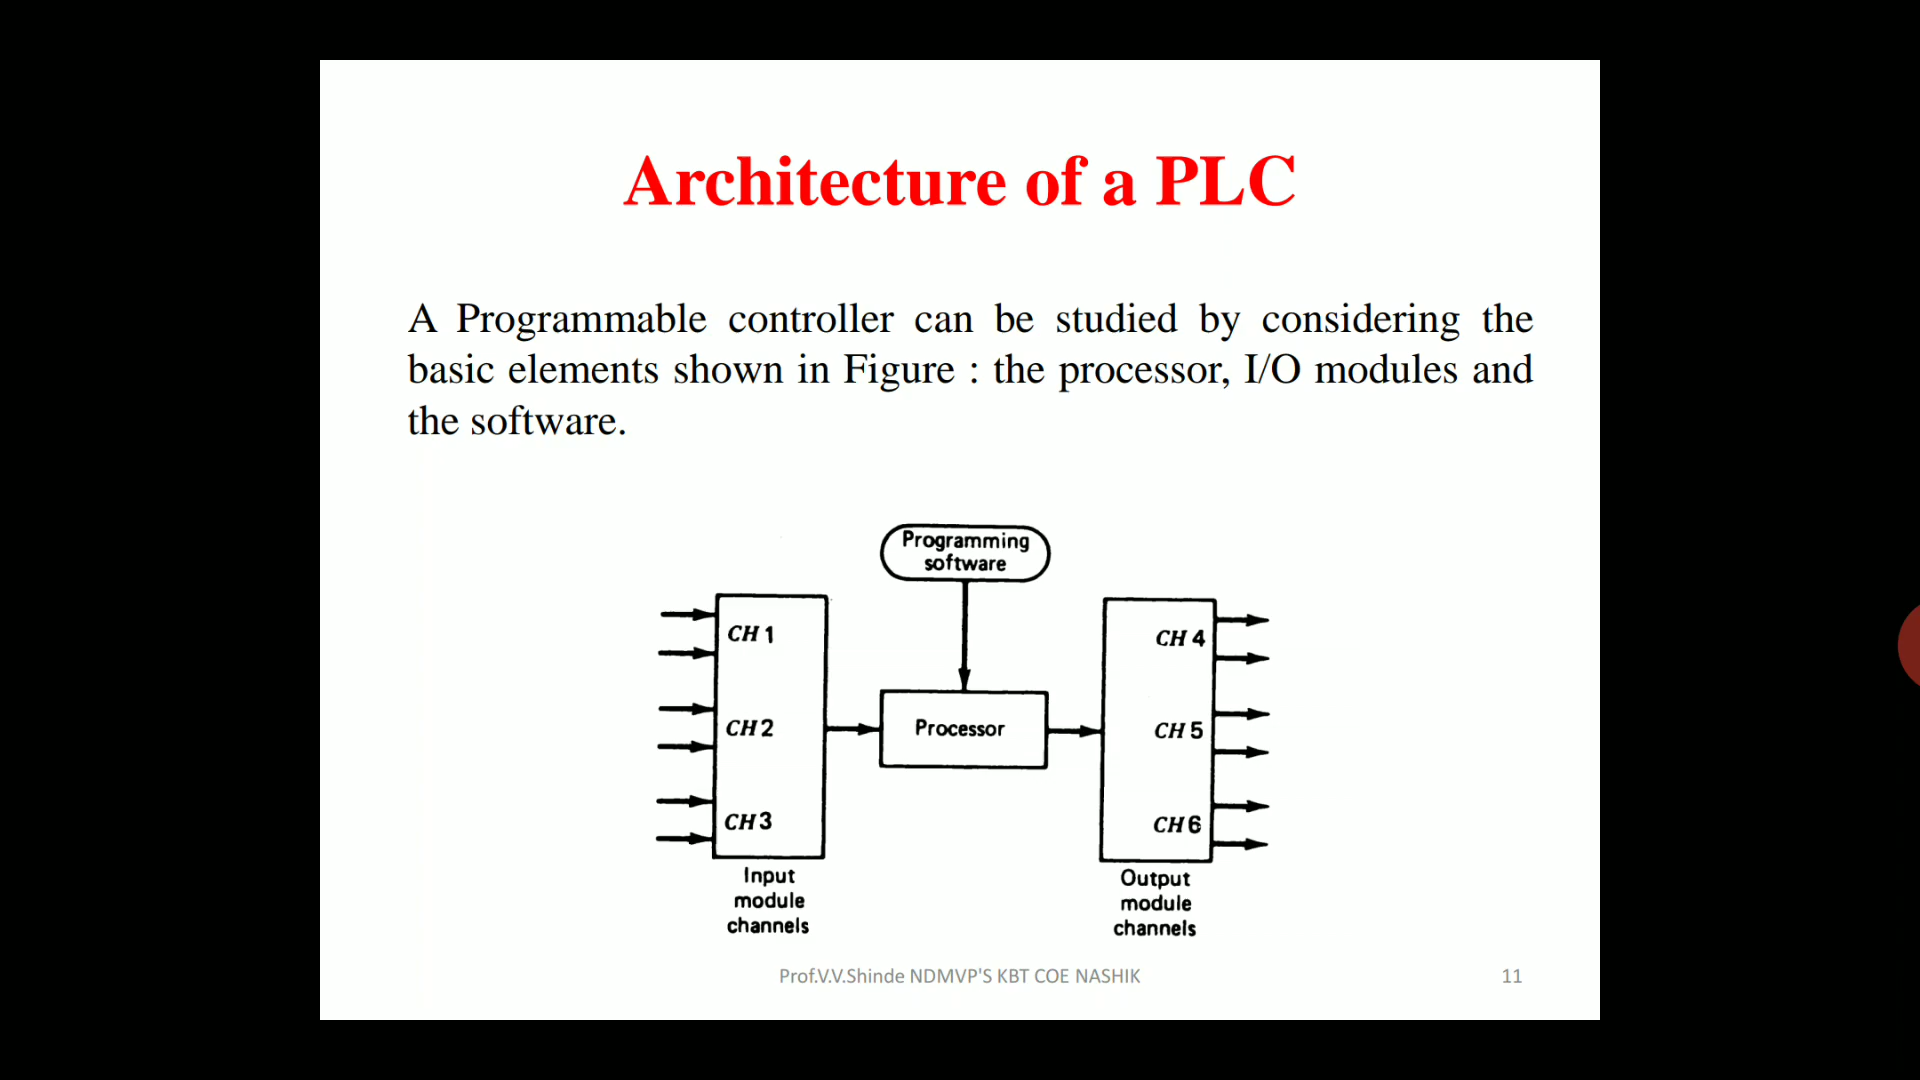 Architecture of a PLC
A Programmable controller can be studied by considering the
basic elements shown in Figure : the processor, I/O modules and
the software.
Programming
software
CH 1
CH 2
CH 3
Processor
CH 4
CH 5
CH 6
Input
module
channels
Output
module
channels
Prof.V.V.Shinde NDMVP'S KBT COE NASHIK
11